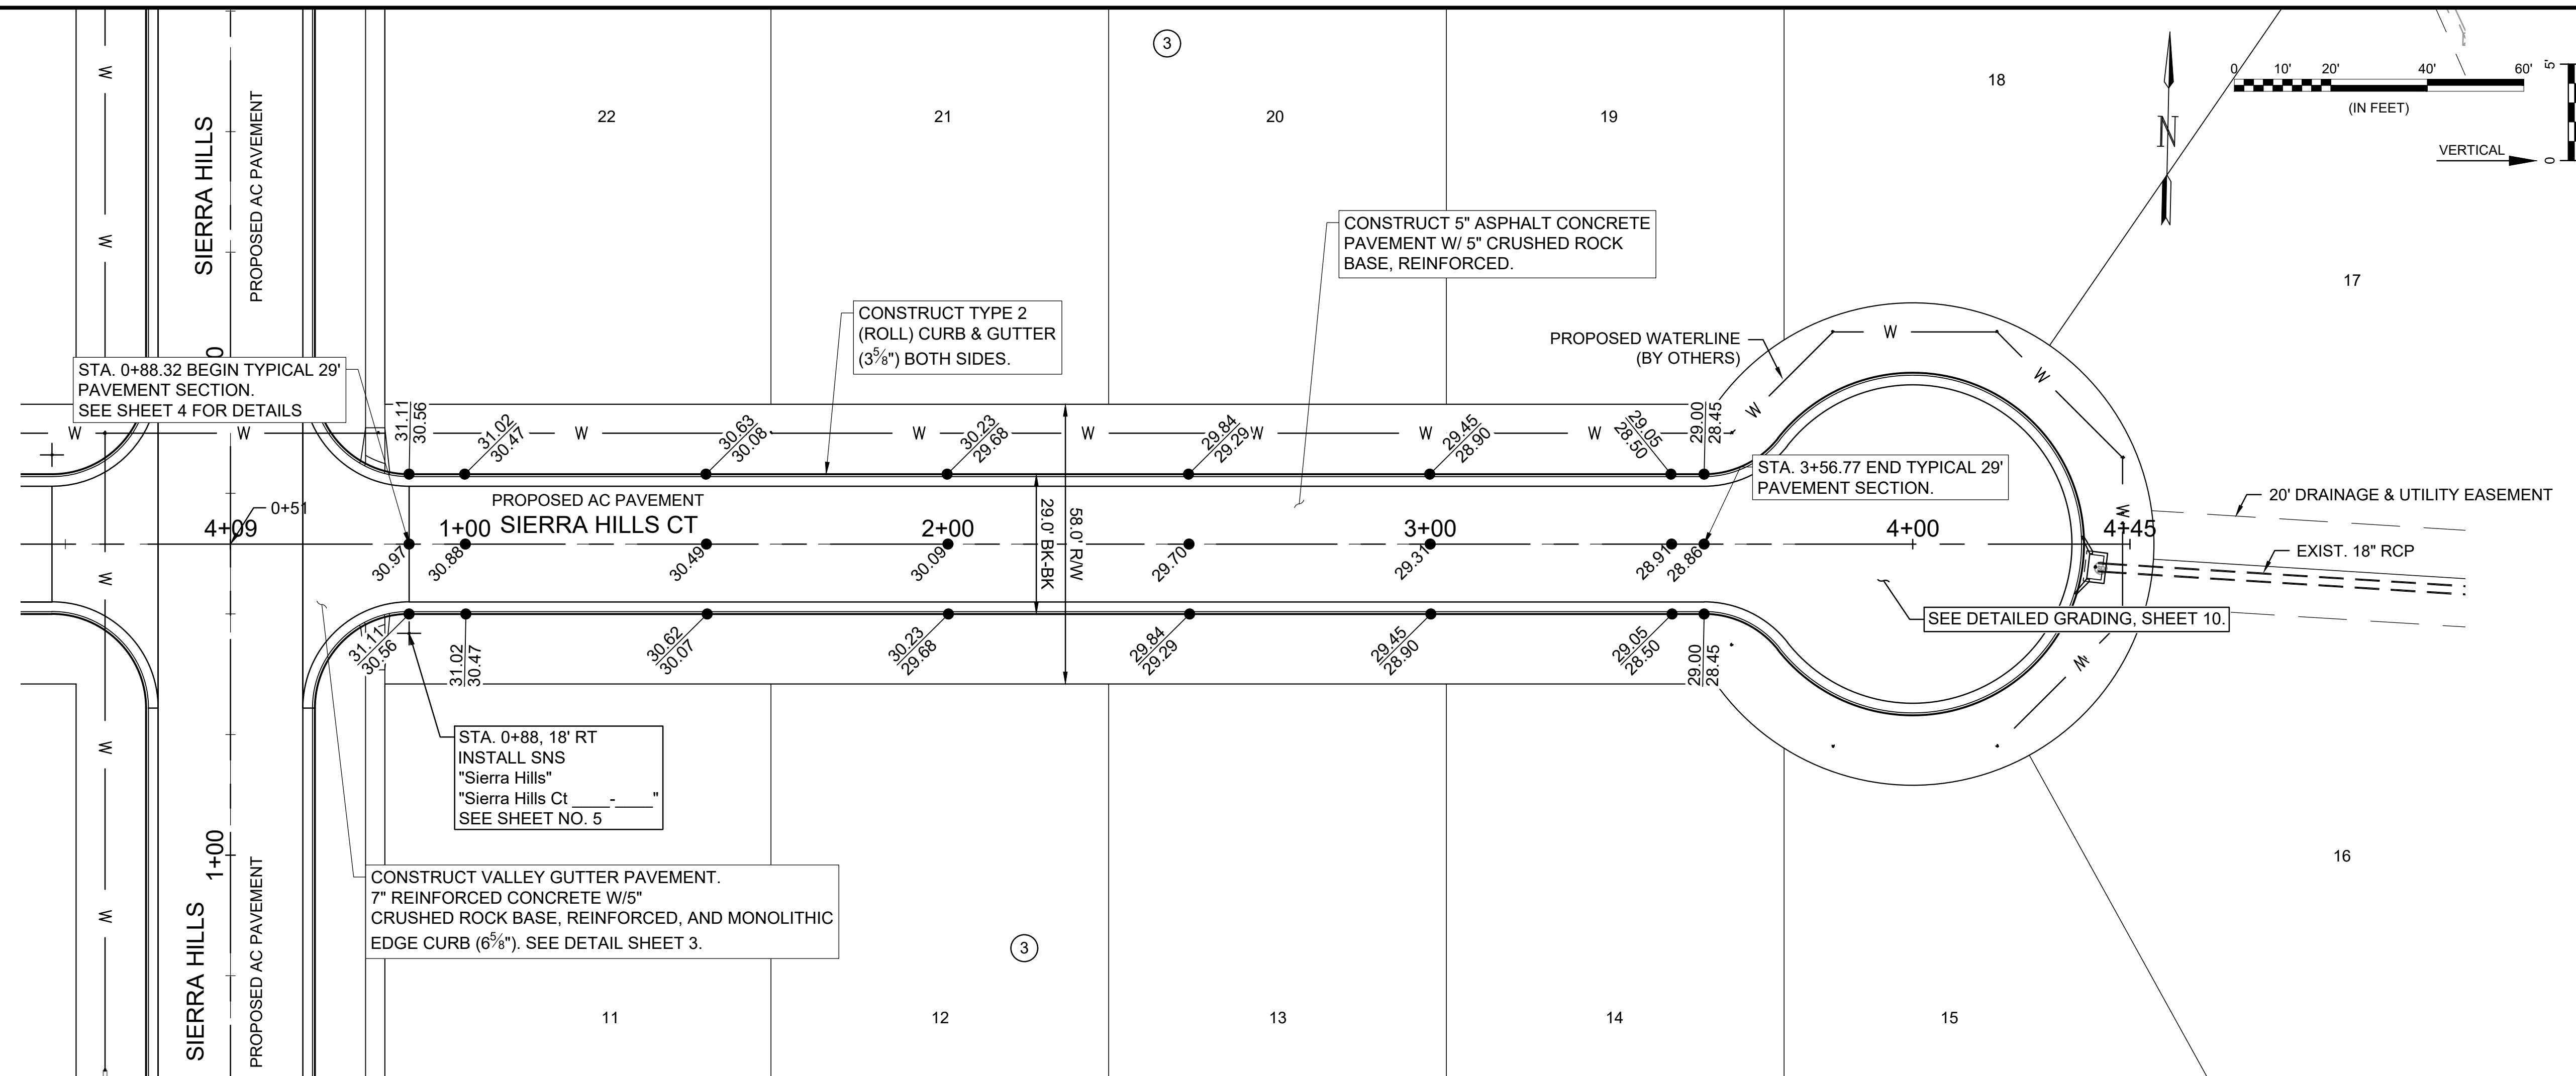 3
22
21
20
19
18
17
0 10' 20' 40' 60'
(IN FEET)
5'
0
VERTICAL
N
SIERRA HILLS
PROPOSED AC PAVEMENT
CONSTRUCT 5" ASPHALT CONCRETE
PAVEMENT W/ 5" CRUSHED ROCK
BASE, REINFORCED.
CONSTRUCT TYPE 2
(ROLL) CURB & GUTTER
(3⅝") BOTH SIDES.
PROPOSED WATERLINE
(BY OTHERS)
STA. 0+88.32 BEGIN TYPICAL 29'
PAVEMENT SECTION.
SEE SHEET 4 FOR DETAILS
W W W W W W W W W W W W W W W W W W
31.11
30.56
31.02
30.47
30.63
30.08
30.23
29.68
29.84
29.29
29.45
28.90
29.05
28.50
29.00
28.45
STA. 3+56.77 END TYPICAL 29'
PAVEMENT SECTION.
20' DRAINAGE & UTILITY EASEMENT
EXIST. 18" RCP
PROPOSED AC PAVEMENT
SIERRA HILLS CT
0+51
4+09
1+00
2+00
3+00
4+00
4+45
29.0' BK-BK
58.0' R/W
30.97
30.88
30.49
30.09
29.70
29.31
28.91
28.86
SEE DETAILED GRADING, SHEET 10.
31.11
30.56
31.02
30.47
30.62
30.07
30.23
29.68
29.84
29.29
29.45
28.90
29.05
28.50
29.00
28.45
STA. 0+88, 18' RT
INSTALL SNS
"Sierra Hills"
"Sierra Hills Ct ____-____"
SEE SHEET NO. 5
1+00
CONSTRUCT VALLEY GUTTER PAVEMENT.
7" REINFORCED CONCRETE W/5"
CRUSHED ROCK BASE, REINFORCED, AND MONOLITHIC
EDGE CURB (6⅝"). SEE DETAIL SHEET 3.
SIERRA HILLS
PROPOSED AC PAVEMENT
3
11
12
13
14
15
16